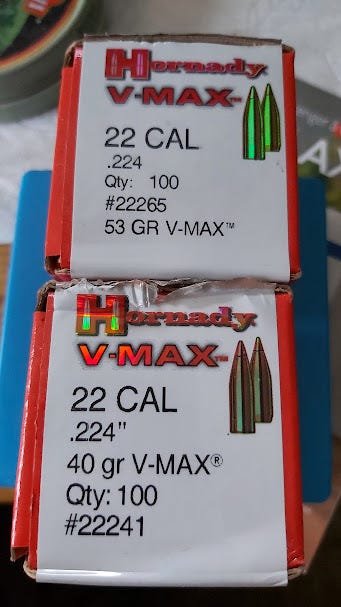 Hornady
V-MAX™
22 CAL
.224
Qty: 100
#22265
53 GR V-MAX™
Hornady
V-MAX™
22 CAL
.224"
40 gr V-MAX®
Qty: 100
#22241